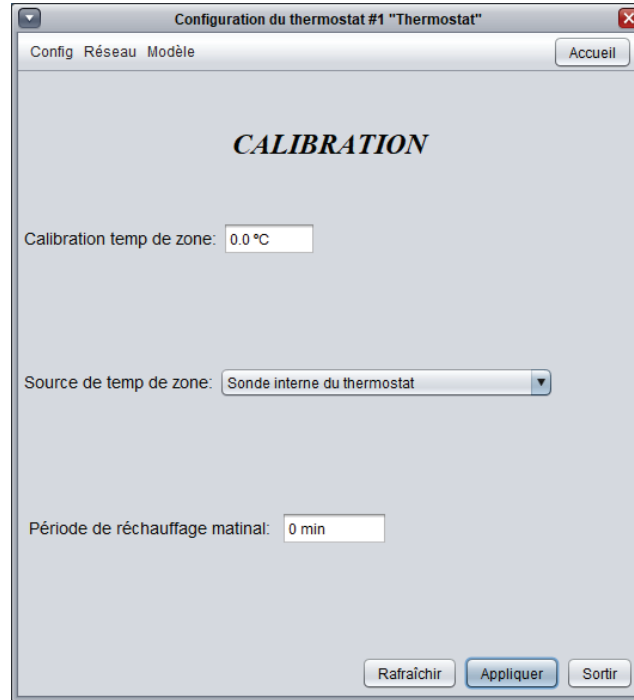 Configuration du thermostat #1 "Thermostat"
Config Réseau Modèle Accueil
CALIBRATION
Calibration temp de zone: 0.0 °C
Source de temp de zone: Sonde interne du thermostat
Période de réchauffage matinal: 0 min
Rafraîchir Appliquer Sortir